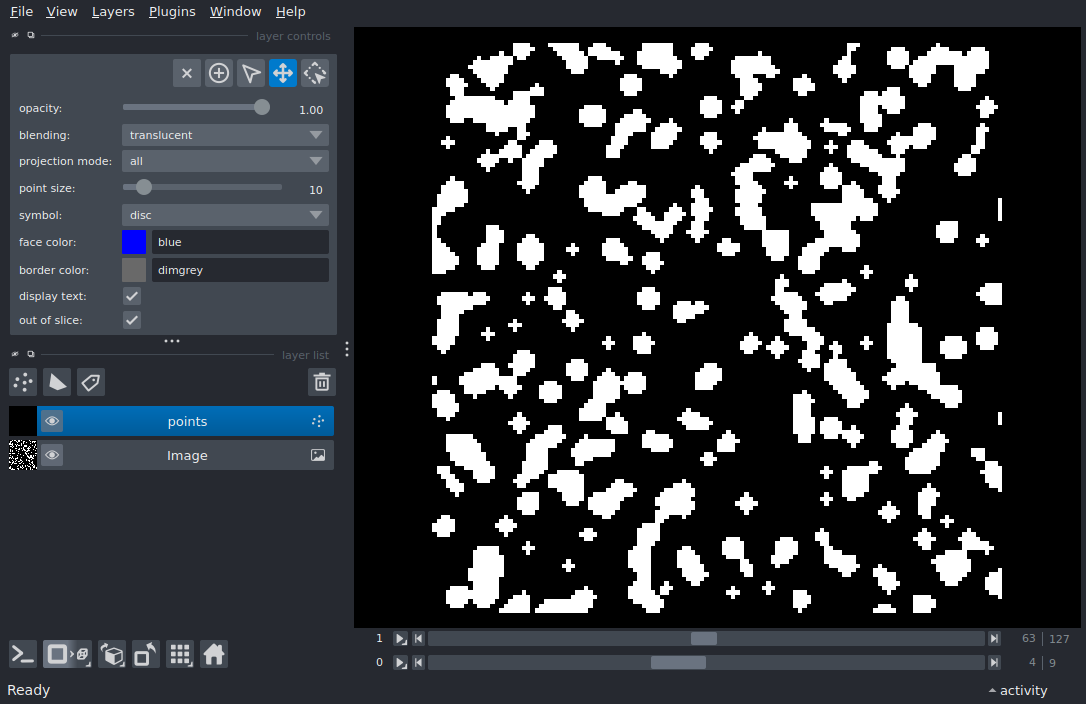 File View Layers Plugins Window Help
layer controls
opacity: 1.00
blending: translucent
projection mode: all
point size: 10
symbol: disc
face color: blue
border color: dimgrey
display text:
out of slice:
layer list
points
Image
1 63 127
0 4 9
Ready activity